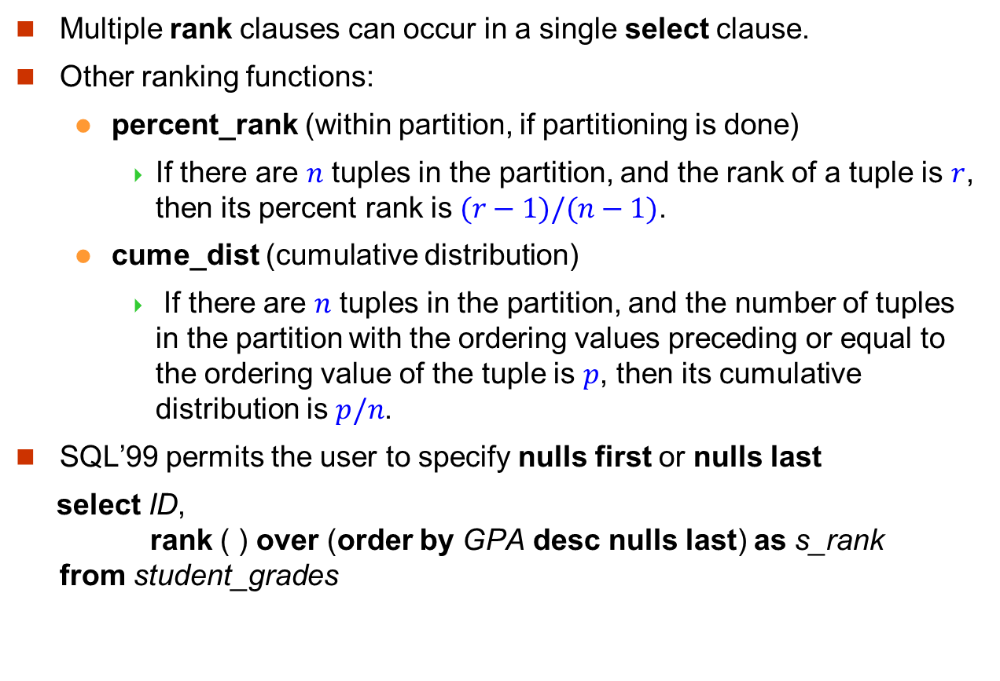 Multiple rank clauses can occur in a single select clause.
Other ranking functions:
percent_rank (within partition, if partitioning is done)
If there are n tuples in the partition, and the rank of a tuple is r,
then its percent rank is (r − 1)/(n − 1).
cume_dist (cumulative distribution)
If there are n tuples in the partition, and the number of tuples
in the partition with the ordering values preceding or equal to
the ordering value of the tuple is p, then its cumulative
distribution is p/n.
SQL’99 permits the user to specify nulls first or nulls last
select ID,
rank ( ) over (order by GPA desc nulls last) as s_rank
from student_grades